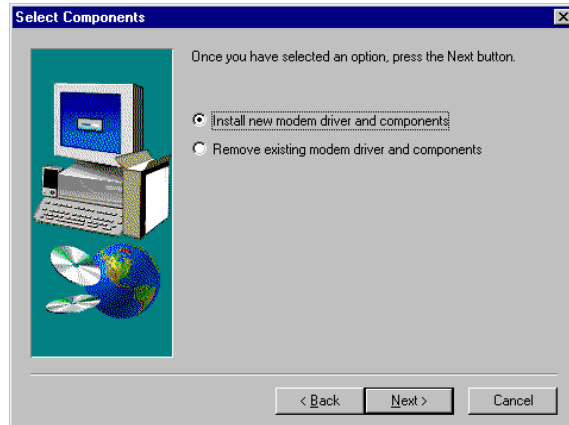 Select Components
Once you have selected an option, press the Next button.
Install new modem driver and components
Remove existing modem driver and components
< Back
Next >
Cancel